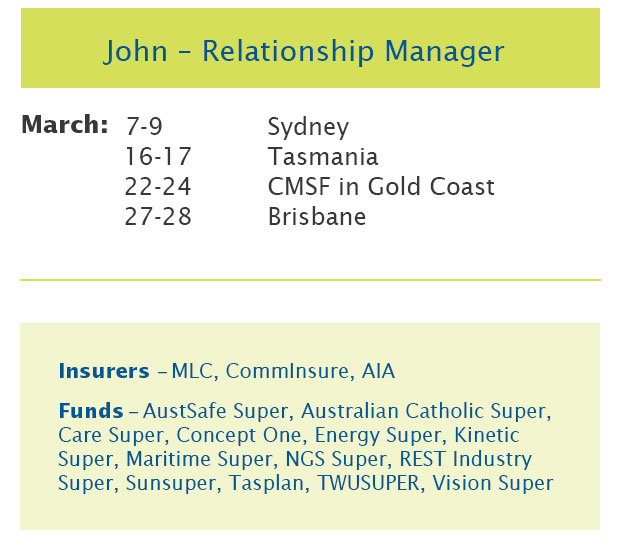 John – Relationship Manager
March: 7-9 Sydney
16-17 Tasmania
22-24 CMSF in Gold Coast
27-28 Brisbane
Insurers – MLC, CommInsure, AIA
Funds – AustSafe Super, Australian Catholic Super,
Care Super, Concept One, Energy Super, Kinetic
Super, Maritime Super, NGS Super, REST Industry
Super, Sunsuper, Tasplan, TWUSUPER, Vision Super